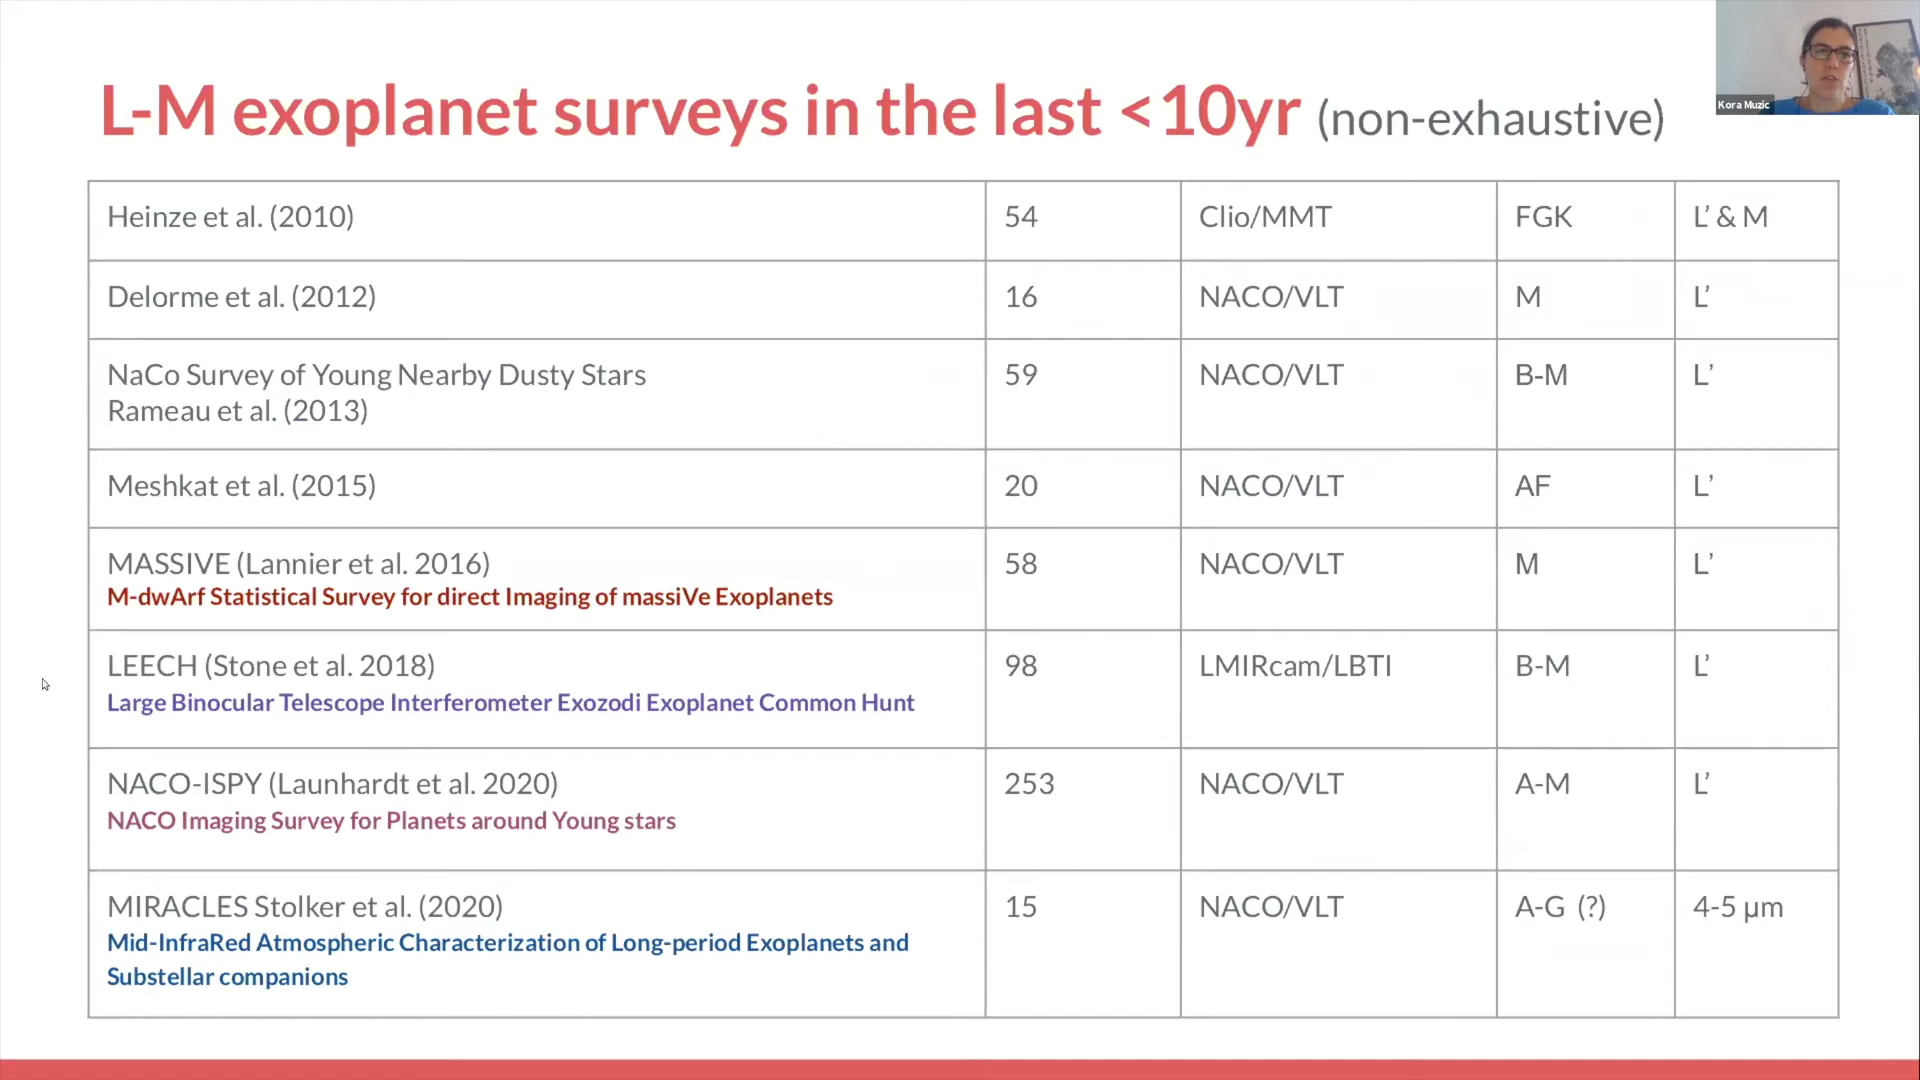 L-M exoplanet surveys in the last <10yr (non-exhaustive)
Kora Muzic
Heinze et al. (2010) 54 Clio/MMT FGK L’ & M
Delorme et al. (2012) 16 NACO/VLT M L’
NaCo Survey of Young Nearby Dusty Stars 59 NACO/VLT B-M L’
Rameau et al. (2013)
Meshkat et al. (2015) 20 NACO/VLT AF L’
MASSIVE (Lannier et al. 2016) 58 NACO/VLT M L’
M-dwArf Statistical Survey for direct Imaging of massiVe Exoplanets
LEECH (Stone et al. 2018) 98 LMIRcam/LBTI B-M L’
Large Binocular Telescope Interferometer Exozodi Exoplanet Common Hunt
NACO-ISPY (Launhardt et al. 2020) 253 NACO/VLT A-M L’
NACO Imaging Survey for Planets around Young stars
MIRACLES Stolker et al. (2020) 15 NACO/VLT A-G (?) 4-5 μm
Mid-InfraRed Atmospheric Characterization of Long-period Exoplanets and
Substellar companions